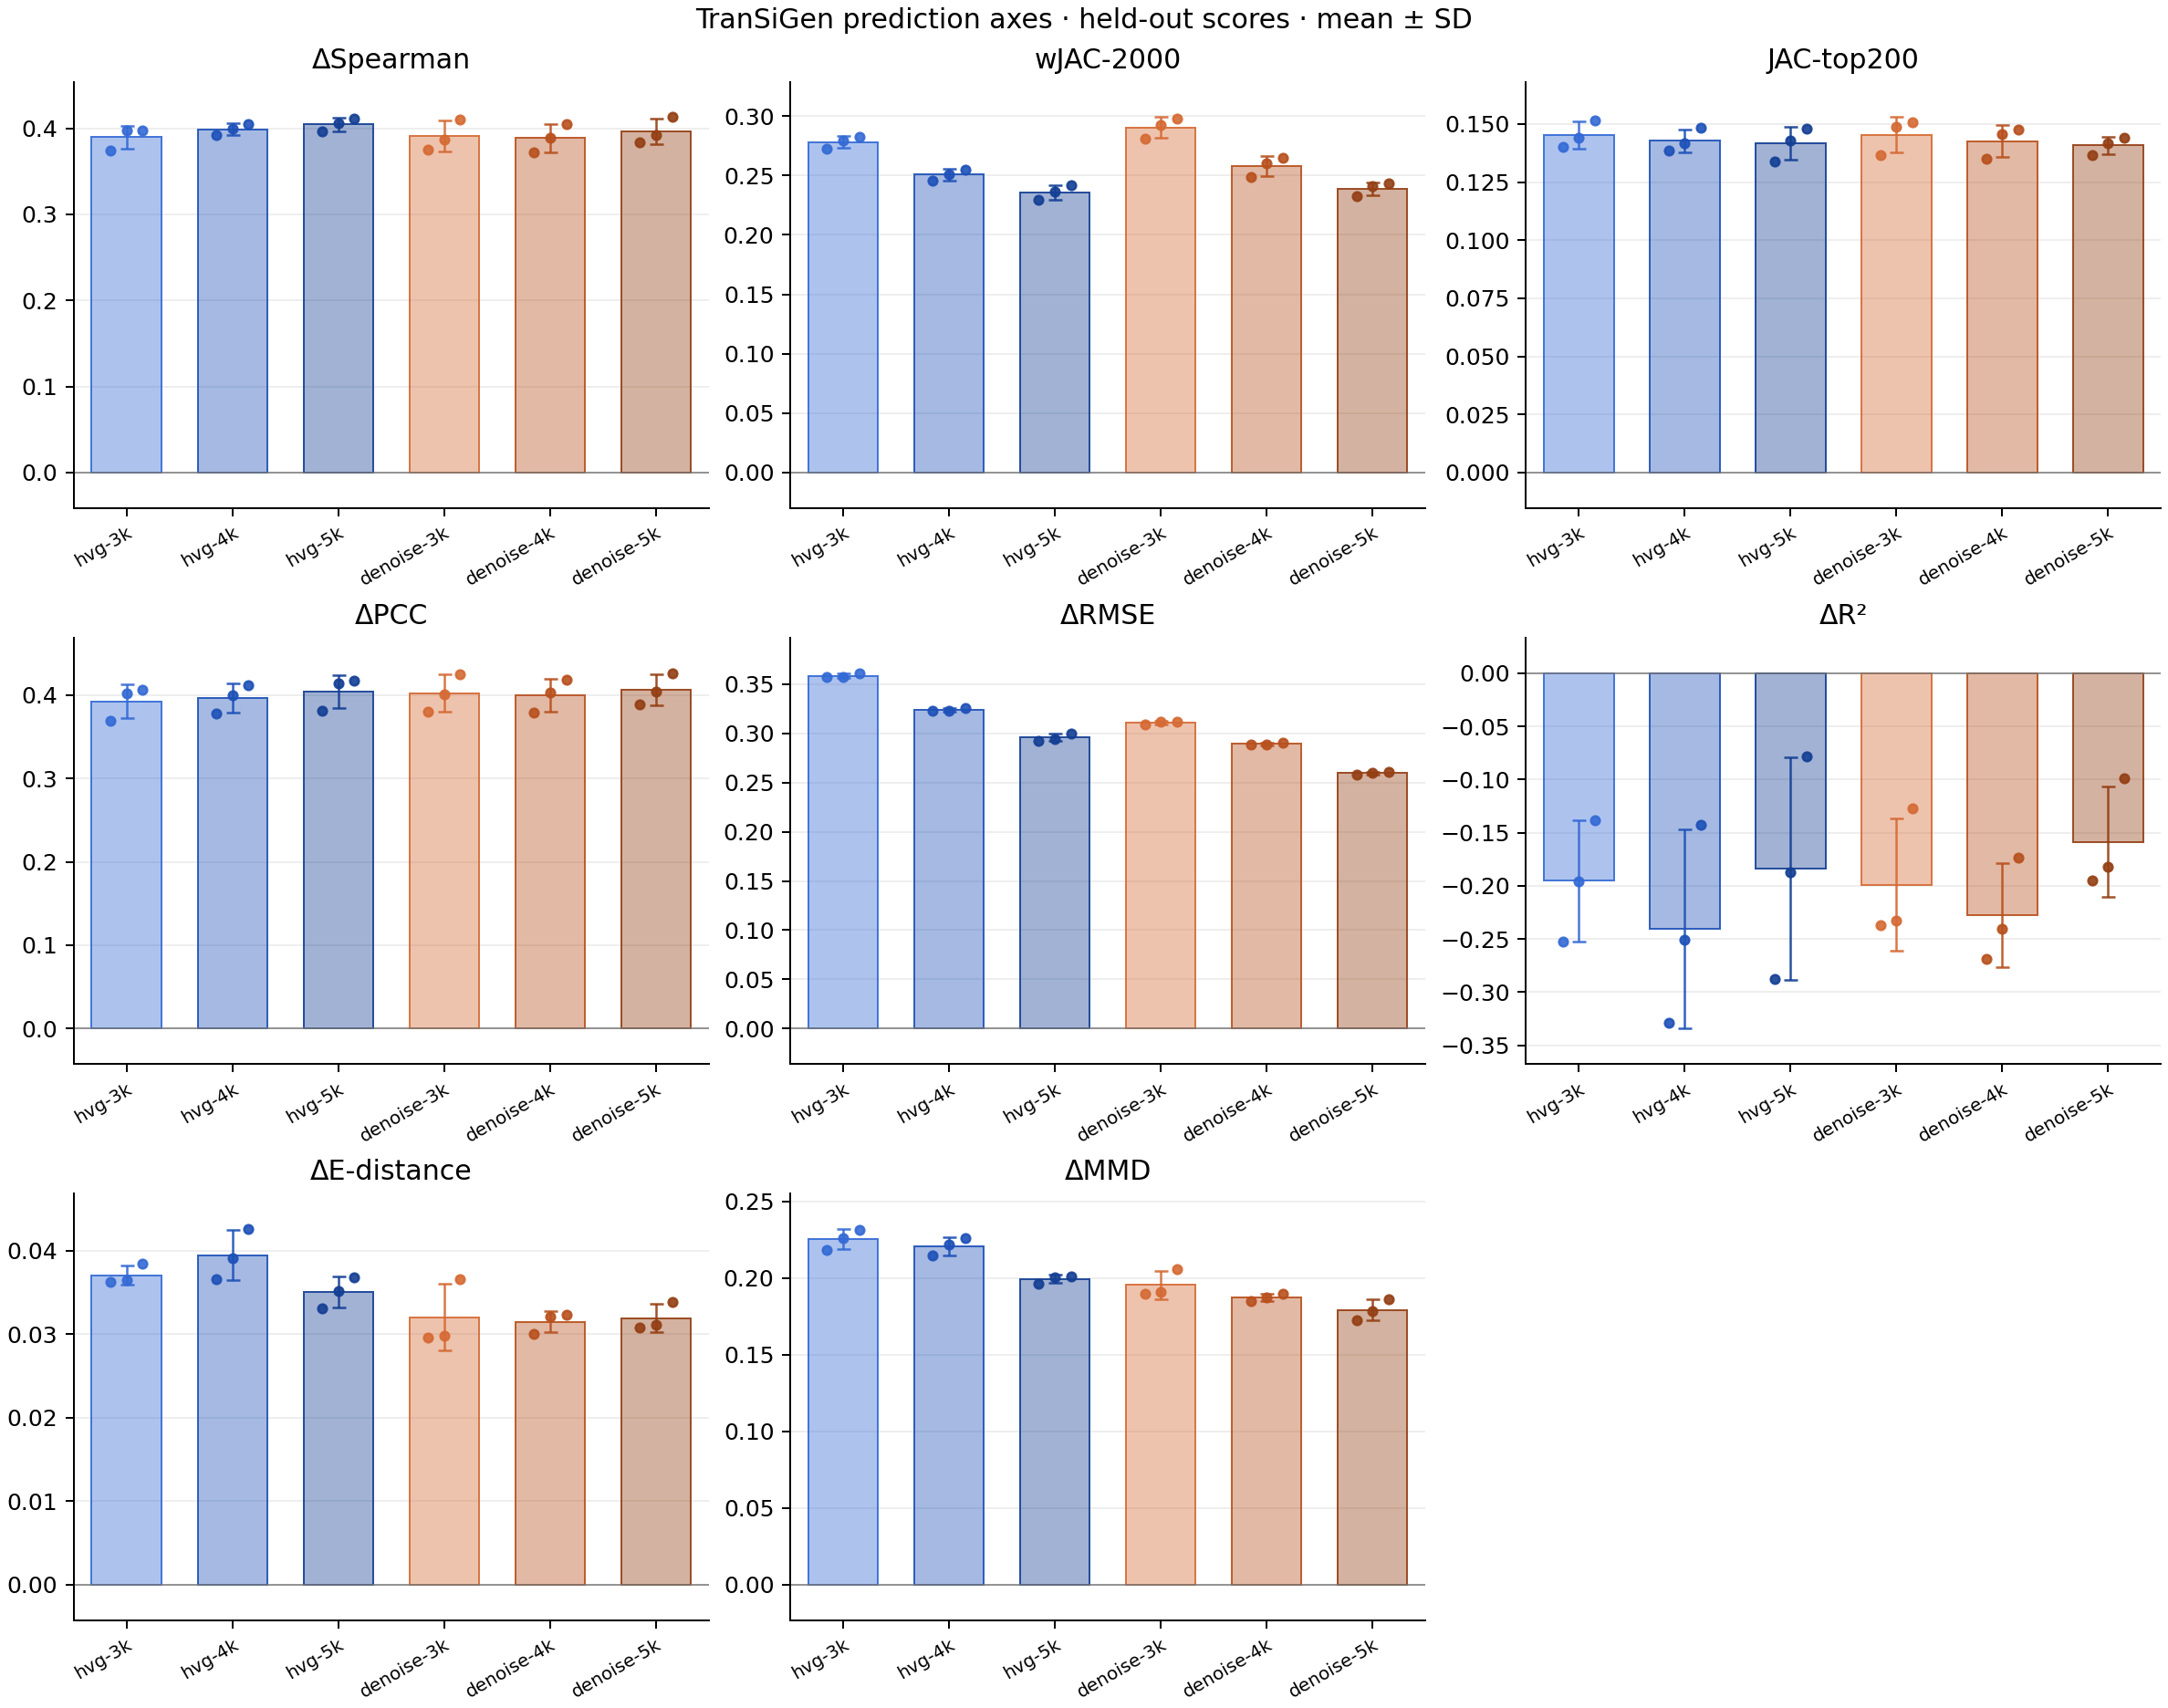 TranSiGen prediction axes · held-out scores · mean ± SD
ΔSpearman
0.4
0.3
0.2
0.1
0.0
hvg-3k
hvg-4k
hvg-5k
denoise-3k
denoise-4k
denoise-5k
wJAC-2000
0.30
0.25
0.20
0.15
0.10
0.05
0.00
hvg-3k
hvg-4k
hvg-5k
denoise-3k
denoise-4k
denoise-5k
JAC-top200
0.150
0.125
0.100
0.075
0.050
0.025
0.000
hvg-3k
hvg-4k
hvg-5k
denoise-3k
denoise-4k
denoise-5k
ΔPCC
0.4
0.3
0.2
0.1
0.0
hvg-3k
hvg-4k
hvg-5k
denoise-3k
denoise-4k
denoise-5k
ΔRMSE
0.35
0.30
0.25
0.20
0.15
0.10
0.05
0.00
hvg-3k
hvg-4k
hvg-5k
denoise-3k
denoise-4k
denoise-5k
ΔR²
0.00
−0.05
−0.10
−0.15
−0.20
−0.25
−0.30
−0.35
hvg-3k
hvg-4k
hvg-5k
denoise-3k
denoise-4k
denoise-5k
ΔE-distance
0.04
0.03
0.02
0.01
0.00
hvg-3k
hvg-4k
hvg-5k
denoise-3k
denoise-4k
denoise-5k
ΔMMD
0.25
0.20
0.15
0.10
0.05
0.00
hvg-3k
hvg-4k
hvg-5k
denoise-3k
denoise-4k
denoise-5k